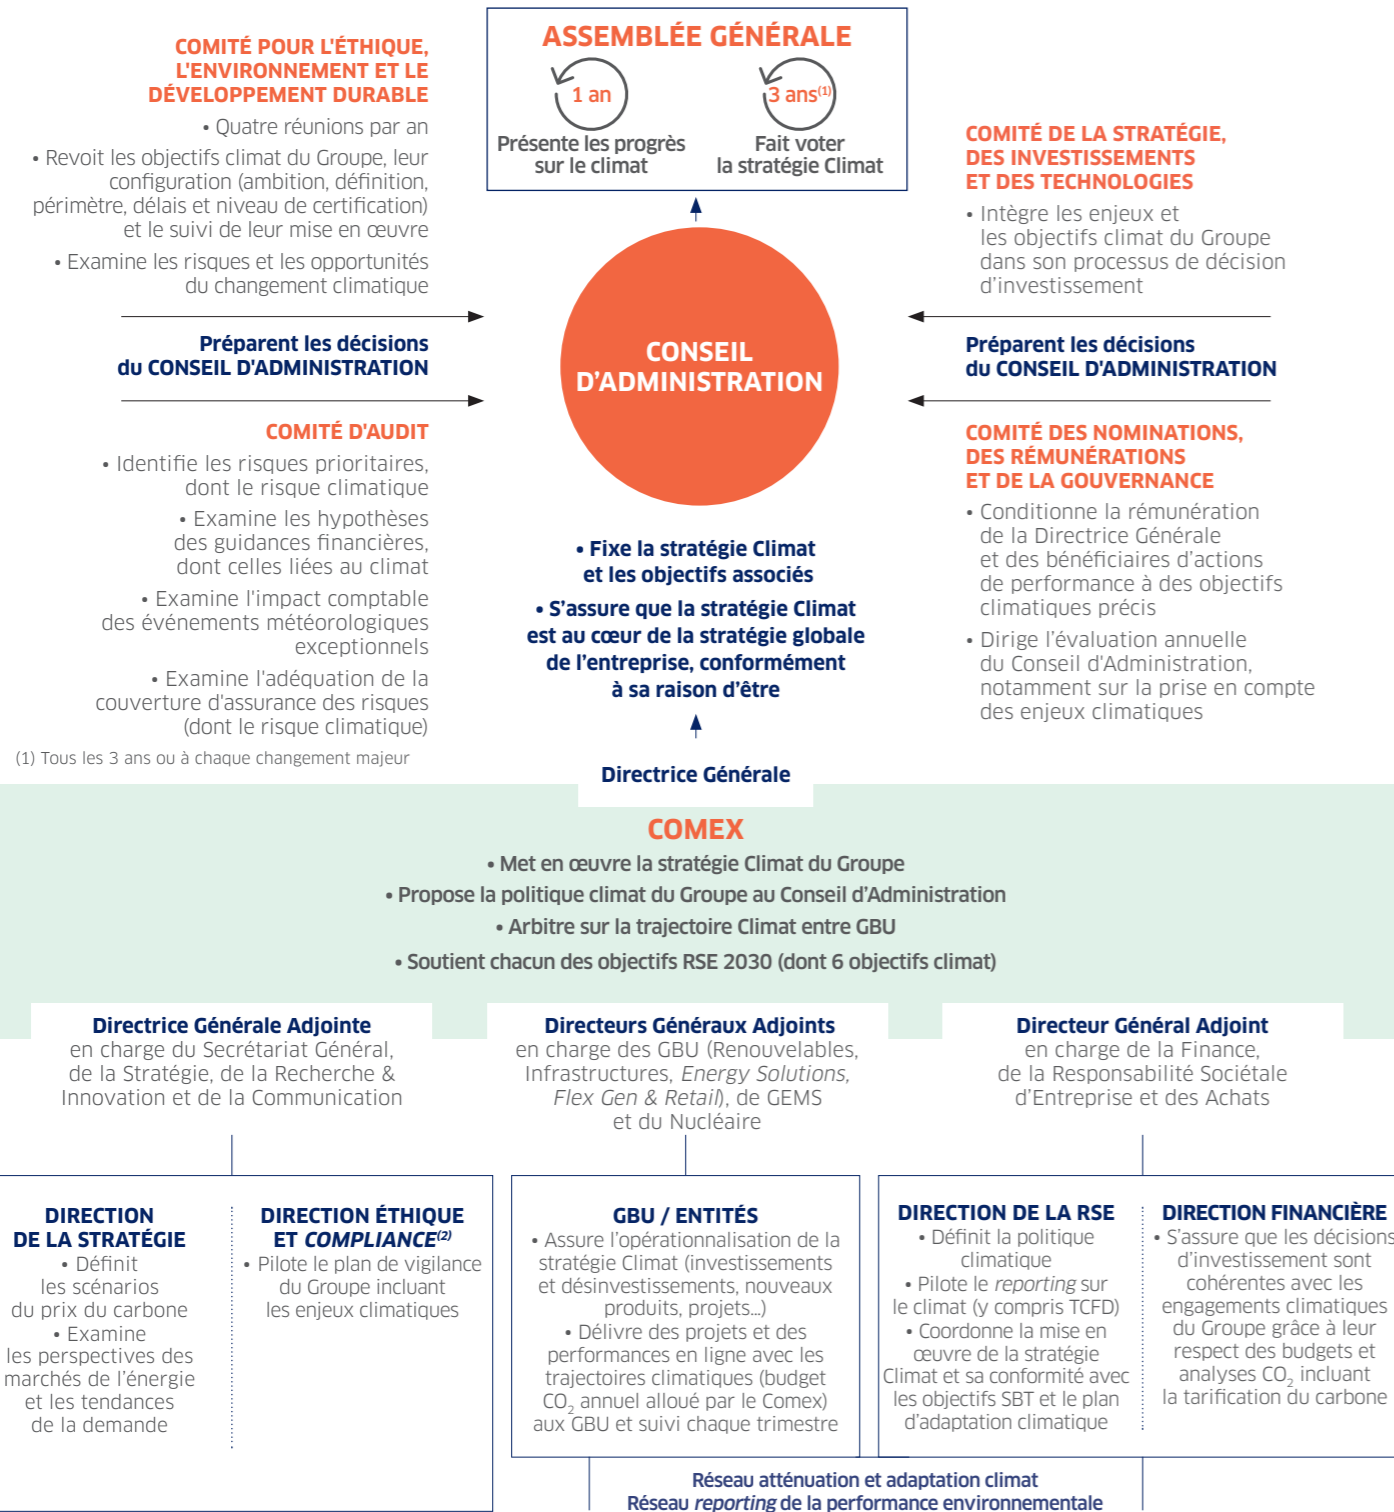 ASSEMBLÉE GÉNÉRALE
1 an
Présente les progrès
sur le climat
3 ans(1)
Fait voter
la stratégie Climat
COMITÉ POUR L'ÉTHIQUE,
L'ENVIRONNEMENT ET LE
DÉVELOPPEMENT DURABLE
• Quatre réunions par an
• Revoit les objectifs climat du Groupe, leur
configuration (ambition, définition,
périmètre, délais et niveau de certification)
et le suivi de leur mise en œuvre
• Examine les risques et les opportunités
du changement climatique
Préparent les décisions
du CONSEIL D'ADMINISTRATION
COMITÉ D'AUDIT
• Identifie les risques prioritaires,
dont le risque climatique
• Examine les hypothèses
des guidances financières,
dont celles liées au climat
• Examine l'impact comptable
des événements météorologiques
exceptionnels
• Examine l'adéquation de la
couverture d'assurance des risques
(dont le risque climatique)
(1) Tous les 3 ans ou à chaque changement majeur
CONSEIL
D'ADMINISTRATION
• Fixe la stratégie Climat
et les objectifs associés
• S'assure que la stratégie Climat
est au cœur de la stratégie globale
de l'entreprise, conformément
à sa raison d'être
COMITÉ DE LA STRATÉGIE,
DES INVESTISSEMENTS
ET DES TECHNOLOGIES
• Intègre les enjeux et
les objectifs climat du Groupe
dans son processus de décision
d'investissement
Préparent les décisions
du CONSEIL D'ADMINISTRATION
COMITÉ DES NOMINATIONS,
DES RÉMUNÉRATIONS
ET DE LA GOUVERNANCE
• Conditionne la rémunération
de la Directrice Générale
et des bénéficiaires d'actions
de performance à des objectifs
climatiques précis
• Dirige l'évaluation annuelle
du Conseil d'Administration,
notamment sur la prise en compte
des enjeux climatiques
Directrice Générale
COMEX
• Met en œuvre la stratégie Climat du Groupe
• Propose la politique climat du Groupe au Conseil d'Administration
• Arbitre sur la trajectoire Climat entre GBU
• Soutient chacun des objectifs RSE 2030 (dont 6 objectifs climat)
Directrice Générale Adjointe
en charge du Secrétariat Général,
de la Stratégie, de la Recherche &
Innovation et de la Communication
Directeurs Généraux Adjoints
en charge des GBU (Renouvelables,
Infrastructures, Energy Solutions,
Flex Gen & Retail), de GEMS
et du Nucléaire
Directeur Général Adjoint
en charge de la Finance,
de la Responsabilité Sociétale
d'Entreprise et des Achats
DIRECTION
DE LA STRATÉGIE
• Définit
les scénarios
du prix du carbone
• Examine
les perspectives des
marchés de l'énergie
et les tendances
de la demande
DIRECTION ÉTHIQUE
ET COMPLIANCE(2)
• Pilote le plan de vigilance
du Groupe incluant
les enjeux climatiques
GBU / ENTITÉS
• Assure l'opérationnalisation de la
stratégie Climat (investissements
et désinvestissements, nouveaux
produits, projets...)
• Délivre des projets et des
performances en ligne avec les
trajectoires climatiques (budget
CO2 annuel alloué par le Comex)
aux GBU et suivi chaque trimestre
DIRECTION DE LA RSE
• Définit la politique
climatique
• Pilote le reporting sur
le climat (y compris TCFD)
• Coordonne la mise en
œuvre de la stratégie
Climat et sa conformité avec
les objectifs SBT et le plan
d'adaptation climatique
DIRECTION FINANCIÈRE
• S'assure que les décisions
d'investissement sont
cohérentes avec les
engagements climatiques
du Groupe grâce à leur
respect des budgets et
analyses CO2 incluant
la tarification du carbone
Réseau atténuation et adaptation climat
Réseau reporting de la performance environnementale